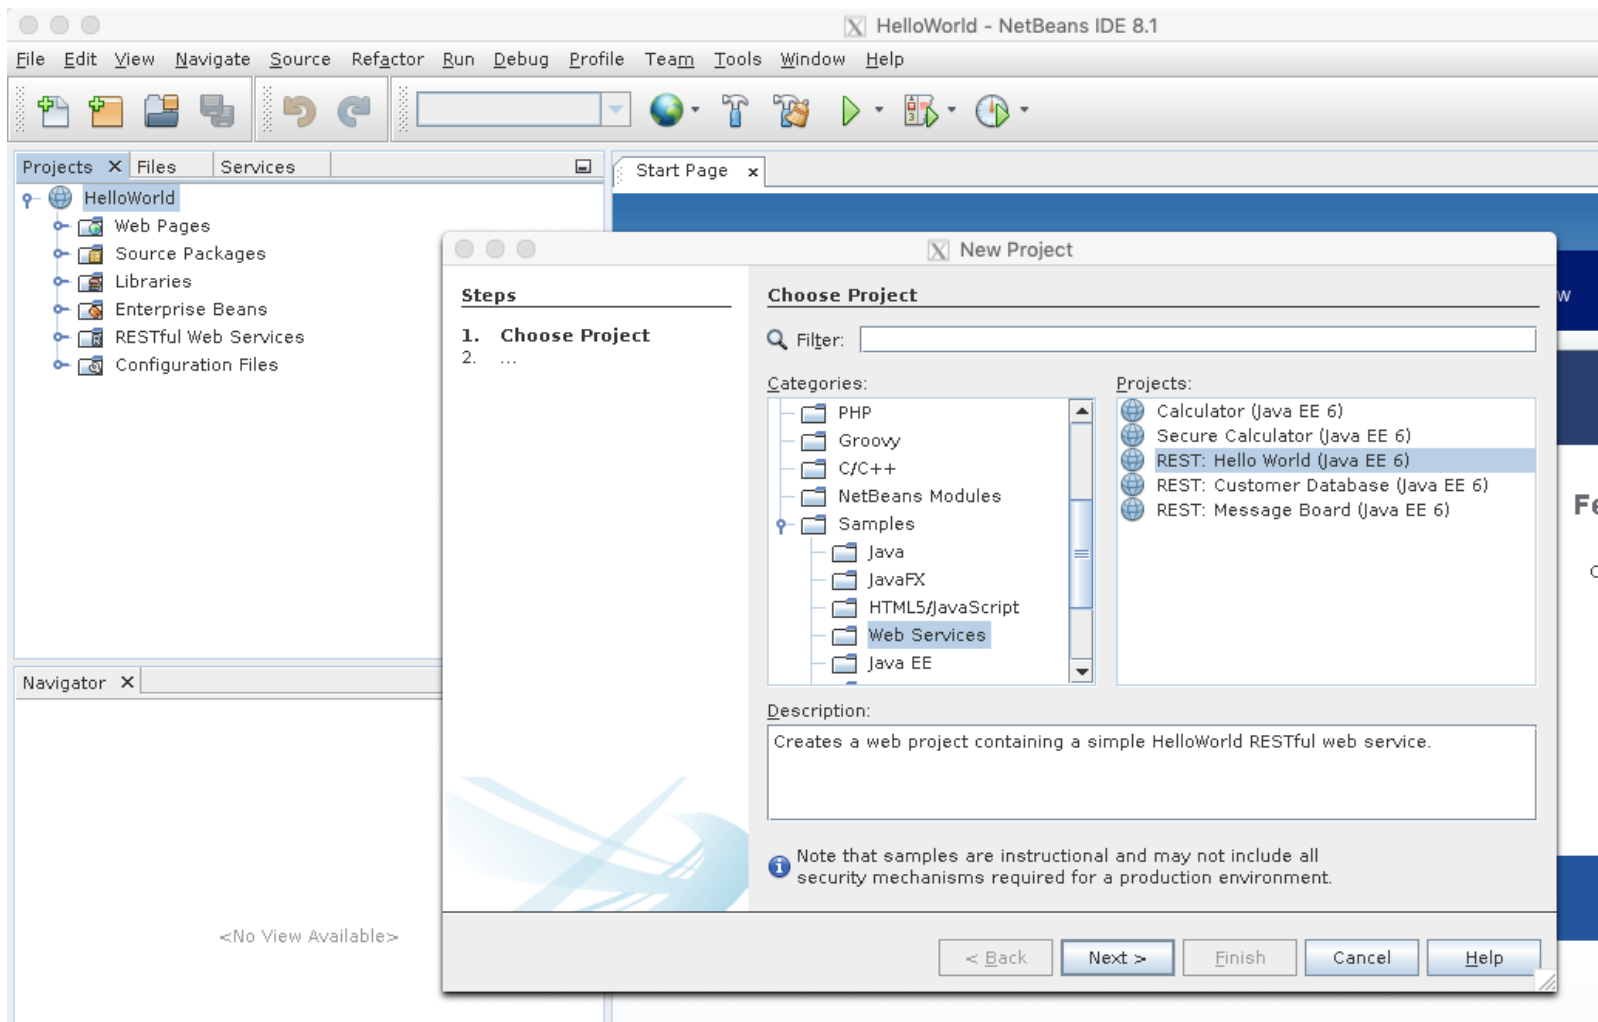 HelloWorld - NetBeans IDE 8.1
File Edit View Navigate Source Refactor Run Debug Profile Team Tools Window Help
Projects Files Services
HelloWorld
Web Pages
Source Packages
Libraries
Enterprise Beans
RESTful Web Services
Configuration Files
Navigator
<No View Available>
Start Page
New Project
Steps
1. Choose Project
2. ...
Choose Project
Filter:
Categories:
PHP
Groovy
C/C++
NetBeans Modules
Samples
Java
JavaFX
HTML5/JavaScript
Web Services
Java EE
Projects:
Calculator (Java EE 6)
Secure Calculator (Java EE 6)
REST: Hello World (Java EE 6)
REST: Customer Database (Java EE 6)
REST: Message Board (Java EE 6)
Description:
Creates a web project containing a simple HelloWorld RESTful web service.
Note that samples are instructional and may not include all
security mechanisms required for a production environment.
< Back Next > Finish Cancel Help